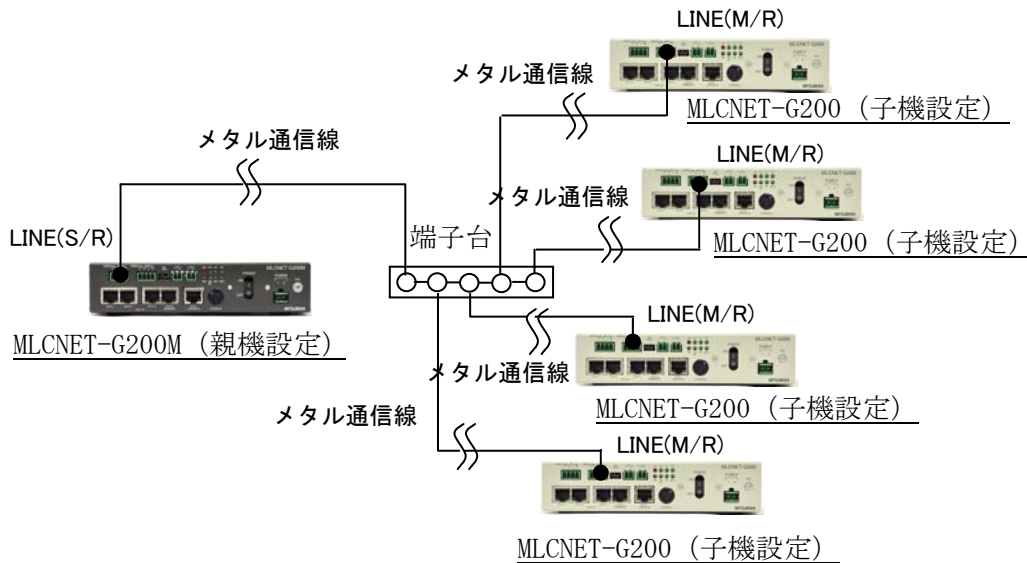 LINE(M/R)
メタル通信線
MLCNET-G200 (子機設定)
メタル通信線
LINE(M/R)
メタル通信線
MLCNET-G200 (子機設定)
LINE(S/R)
端子台
MLCNET-G200M (親機設定)
LINE(M/R)
メタル通信線
MLCNET-G200 (子機設定)
メタル通信線
LINE(M/R)
MLCNET-G200 (子機設定)